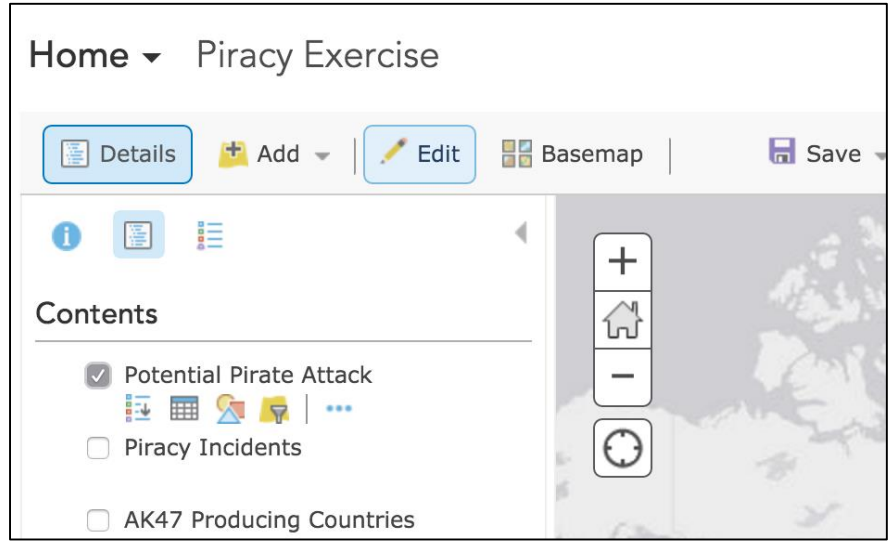 Home Piracy Exercise
Details Add Edit Basemap Save
Contents
Potential Pirate Attack
Piracy Incidents
AK47 Producing Countries